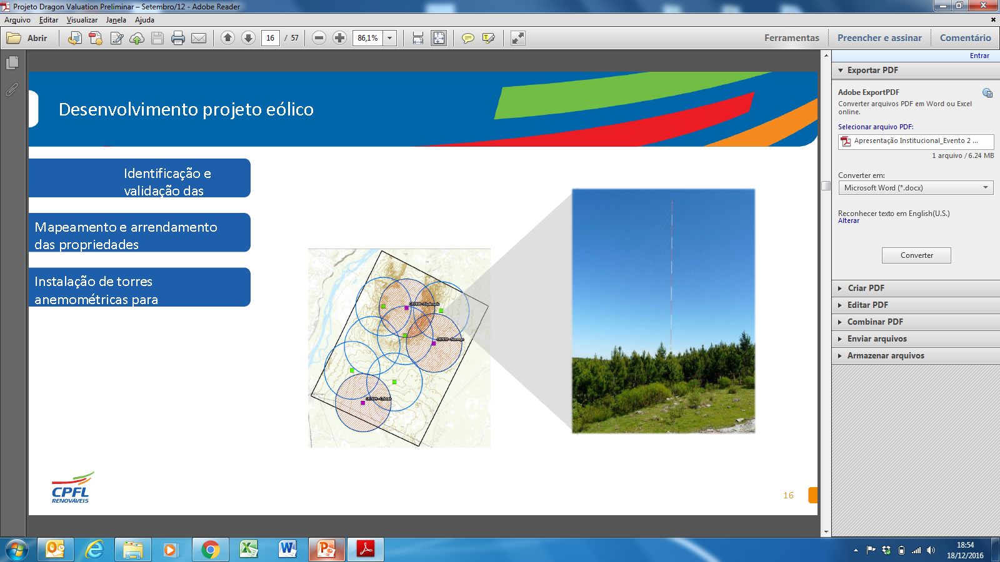 Projeto Dragon Valuation Preliminar – Setembro/12 - Adobe Reader
Arquivo Editar Visualizar Janela Ajuda
Abrir
16 / 57
86,1%
Ferramentas
Preencher e assinar
Comentário
Entrar
Exportar PDF
Adobe ExportPDF
Converter arquivos PDF em Word ou Excel
online.
Selecionar arquivo PDF:
Apresentação Institucional_Evento 2 ...
1 arquivo / 6.24 MB
Converter em:
Microsoft Word (*.docx)
Reconhecer texto em English(U.S.)
Alterar
Converter
Criar PDF
Editar PDF
Combinar PDF
Enviar arquivos
Armazenar arquivos
Desenvolvimento projeto eólico
Identificação e
validação das
Mapeamento e arrendamento
das propriedades
Instalação de torres
anemométricas para
CPFL
RENOVÁVEIS
16
18:54
18/12/2016